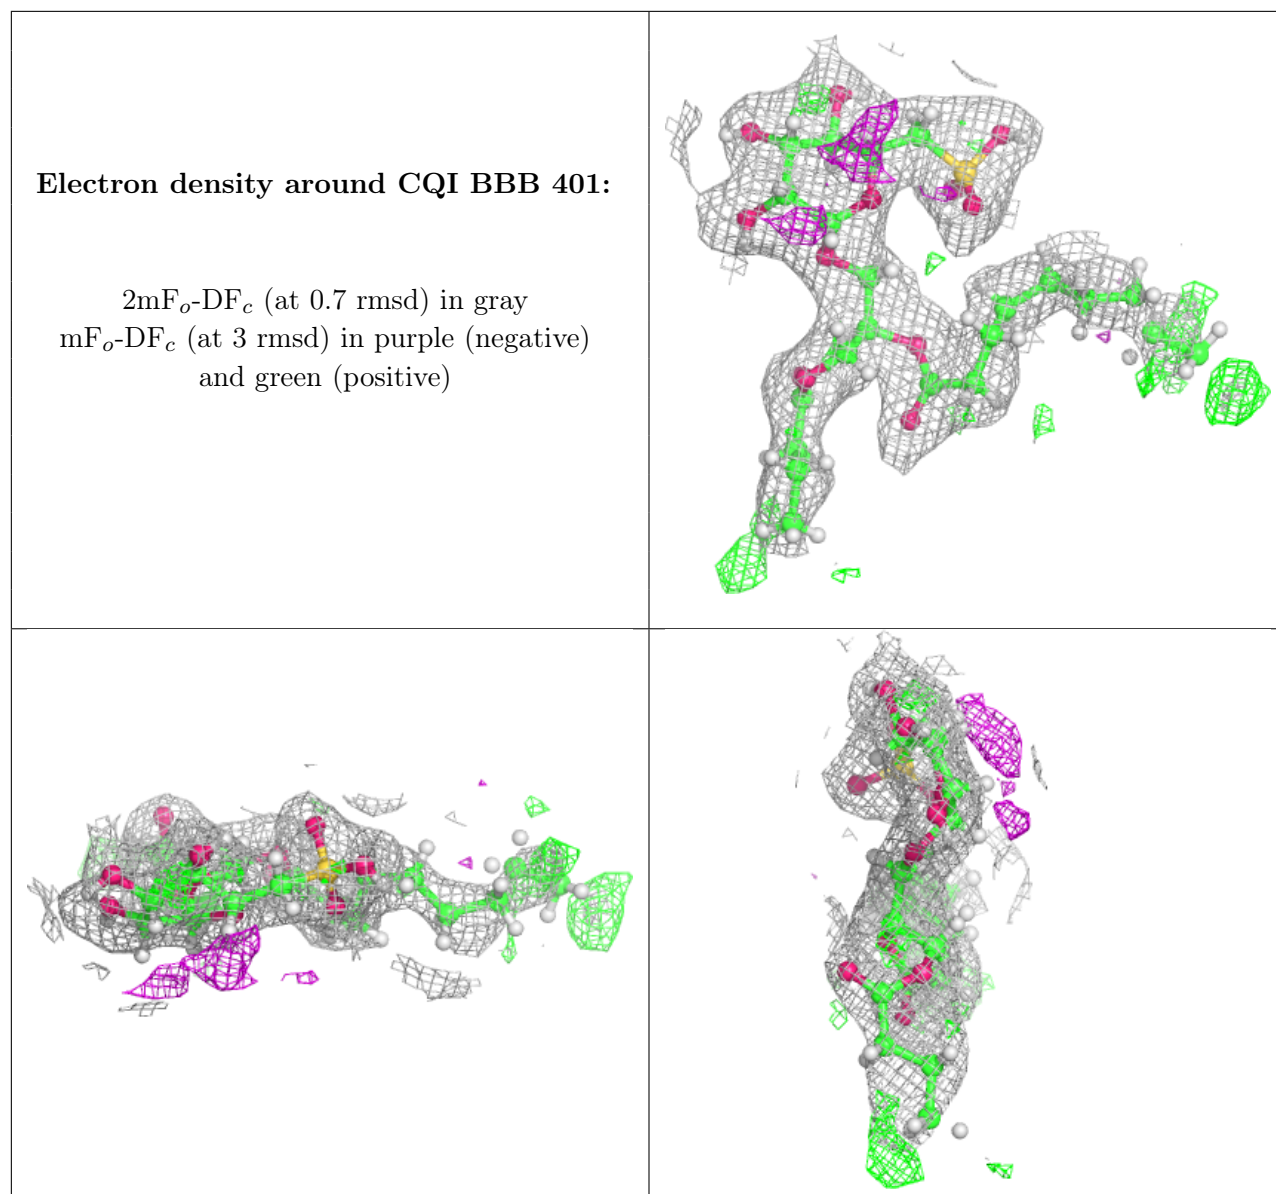 Electron density around CQI BBB 401:
2mFₒ-DF𝒸 (at 0.7 rmsd) in gray
mFₒ-DF𝒸 (at 3 rmsd) in purple (negative)
and green (positive)